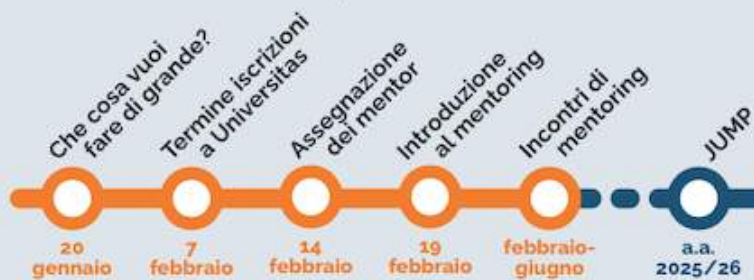 Che cosa vuoi
fare di grande?
Termine iscrizioni
a Universitas
Assegnazione
dei mentor
Introduzione
al mentoring
Incontri di
mentoring
JUMP
20
gennaio
7
febbraio
14
febbraio
19
febbraio
febbraio-
giugno
a.a.
2025/26